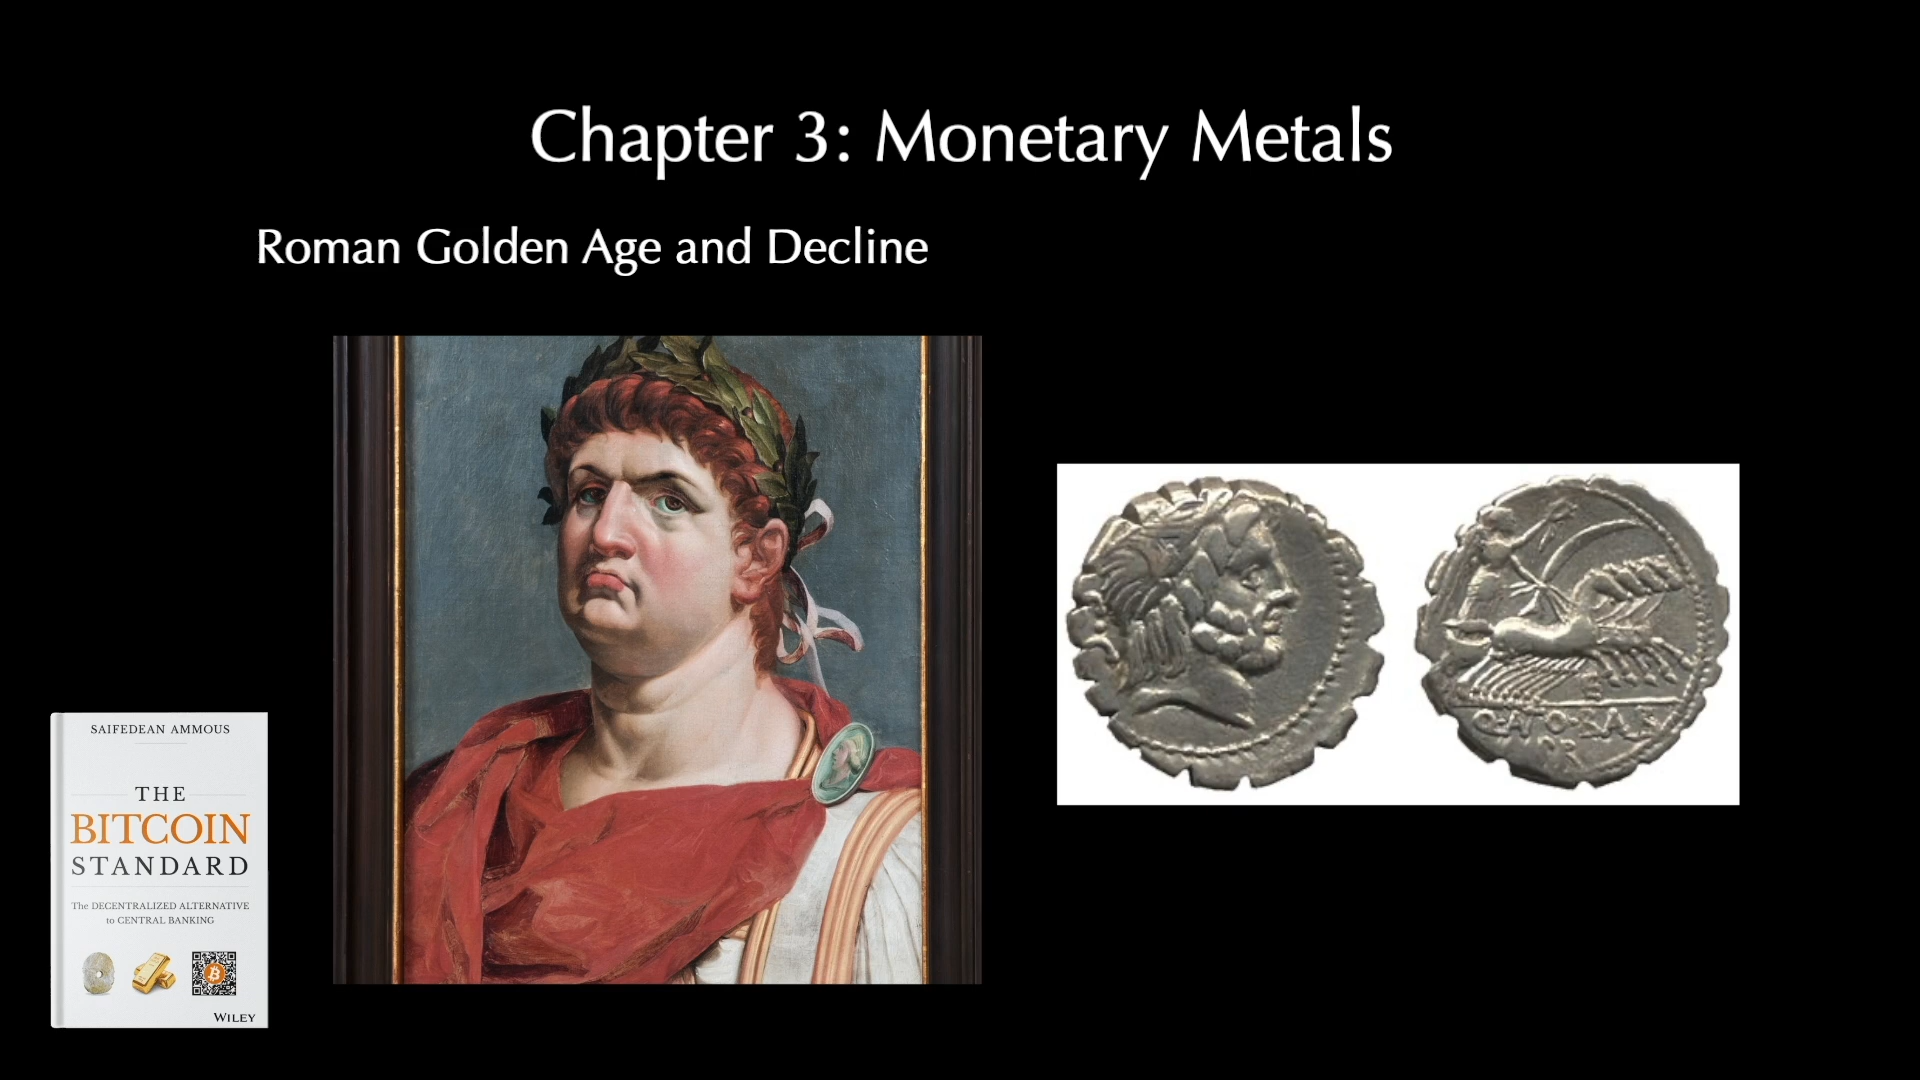 Chapter 3: Monetary Metals
Roman Golden Age and Decline
SAIFEDEAN AMMOUS
THE
BITCOIN
STANDARD
The DECENTRALIZED ALTERNATIVE
to CENTRAL BANKING
WILEY